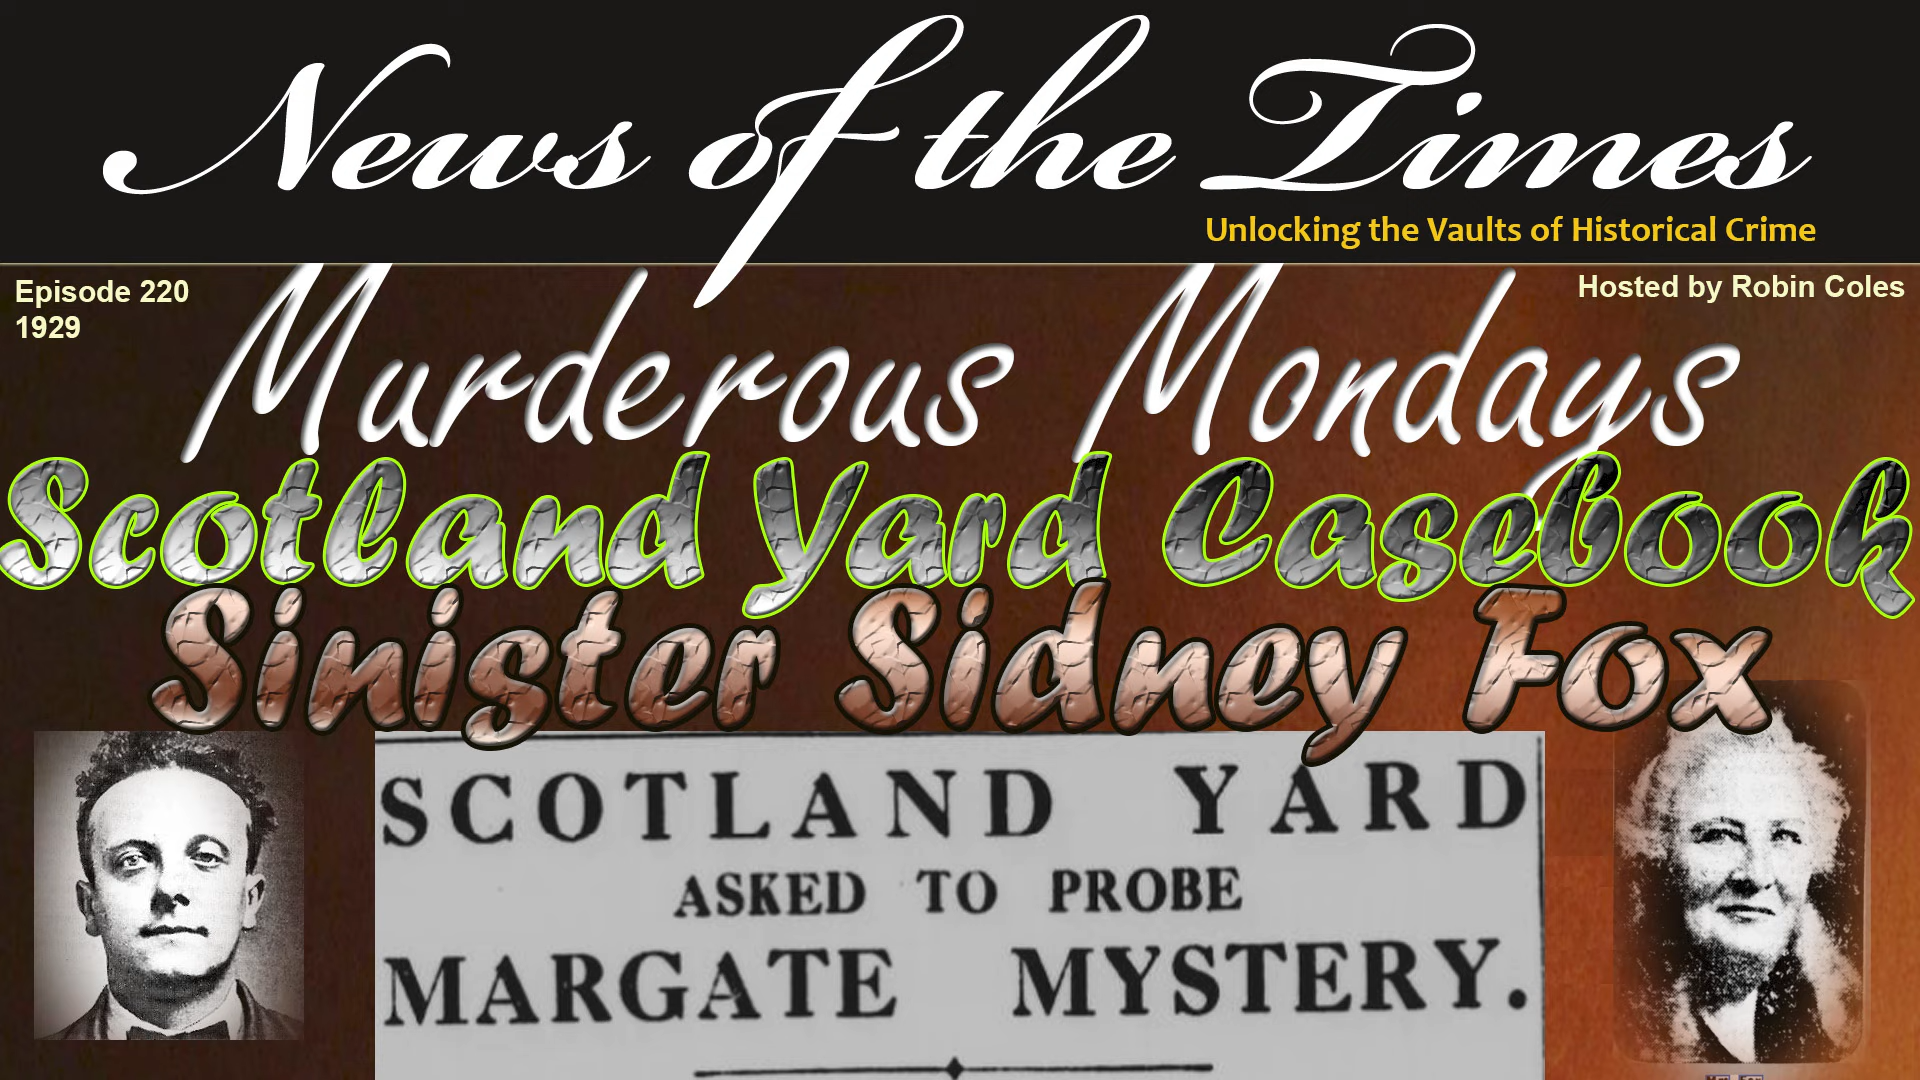 News of the Times
Unlocking the Vaults of Historical Crime
Episode 220
1929
Hosted by Robin Coles
Murderous Mondays
Scotland Yard Casebook
Sinister Sidney Fox
SCOTLAND YARD
ASKED TO PROBE
MARGATE MYSTERY.